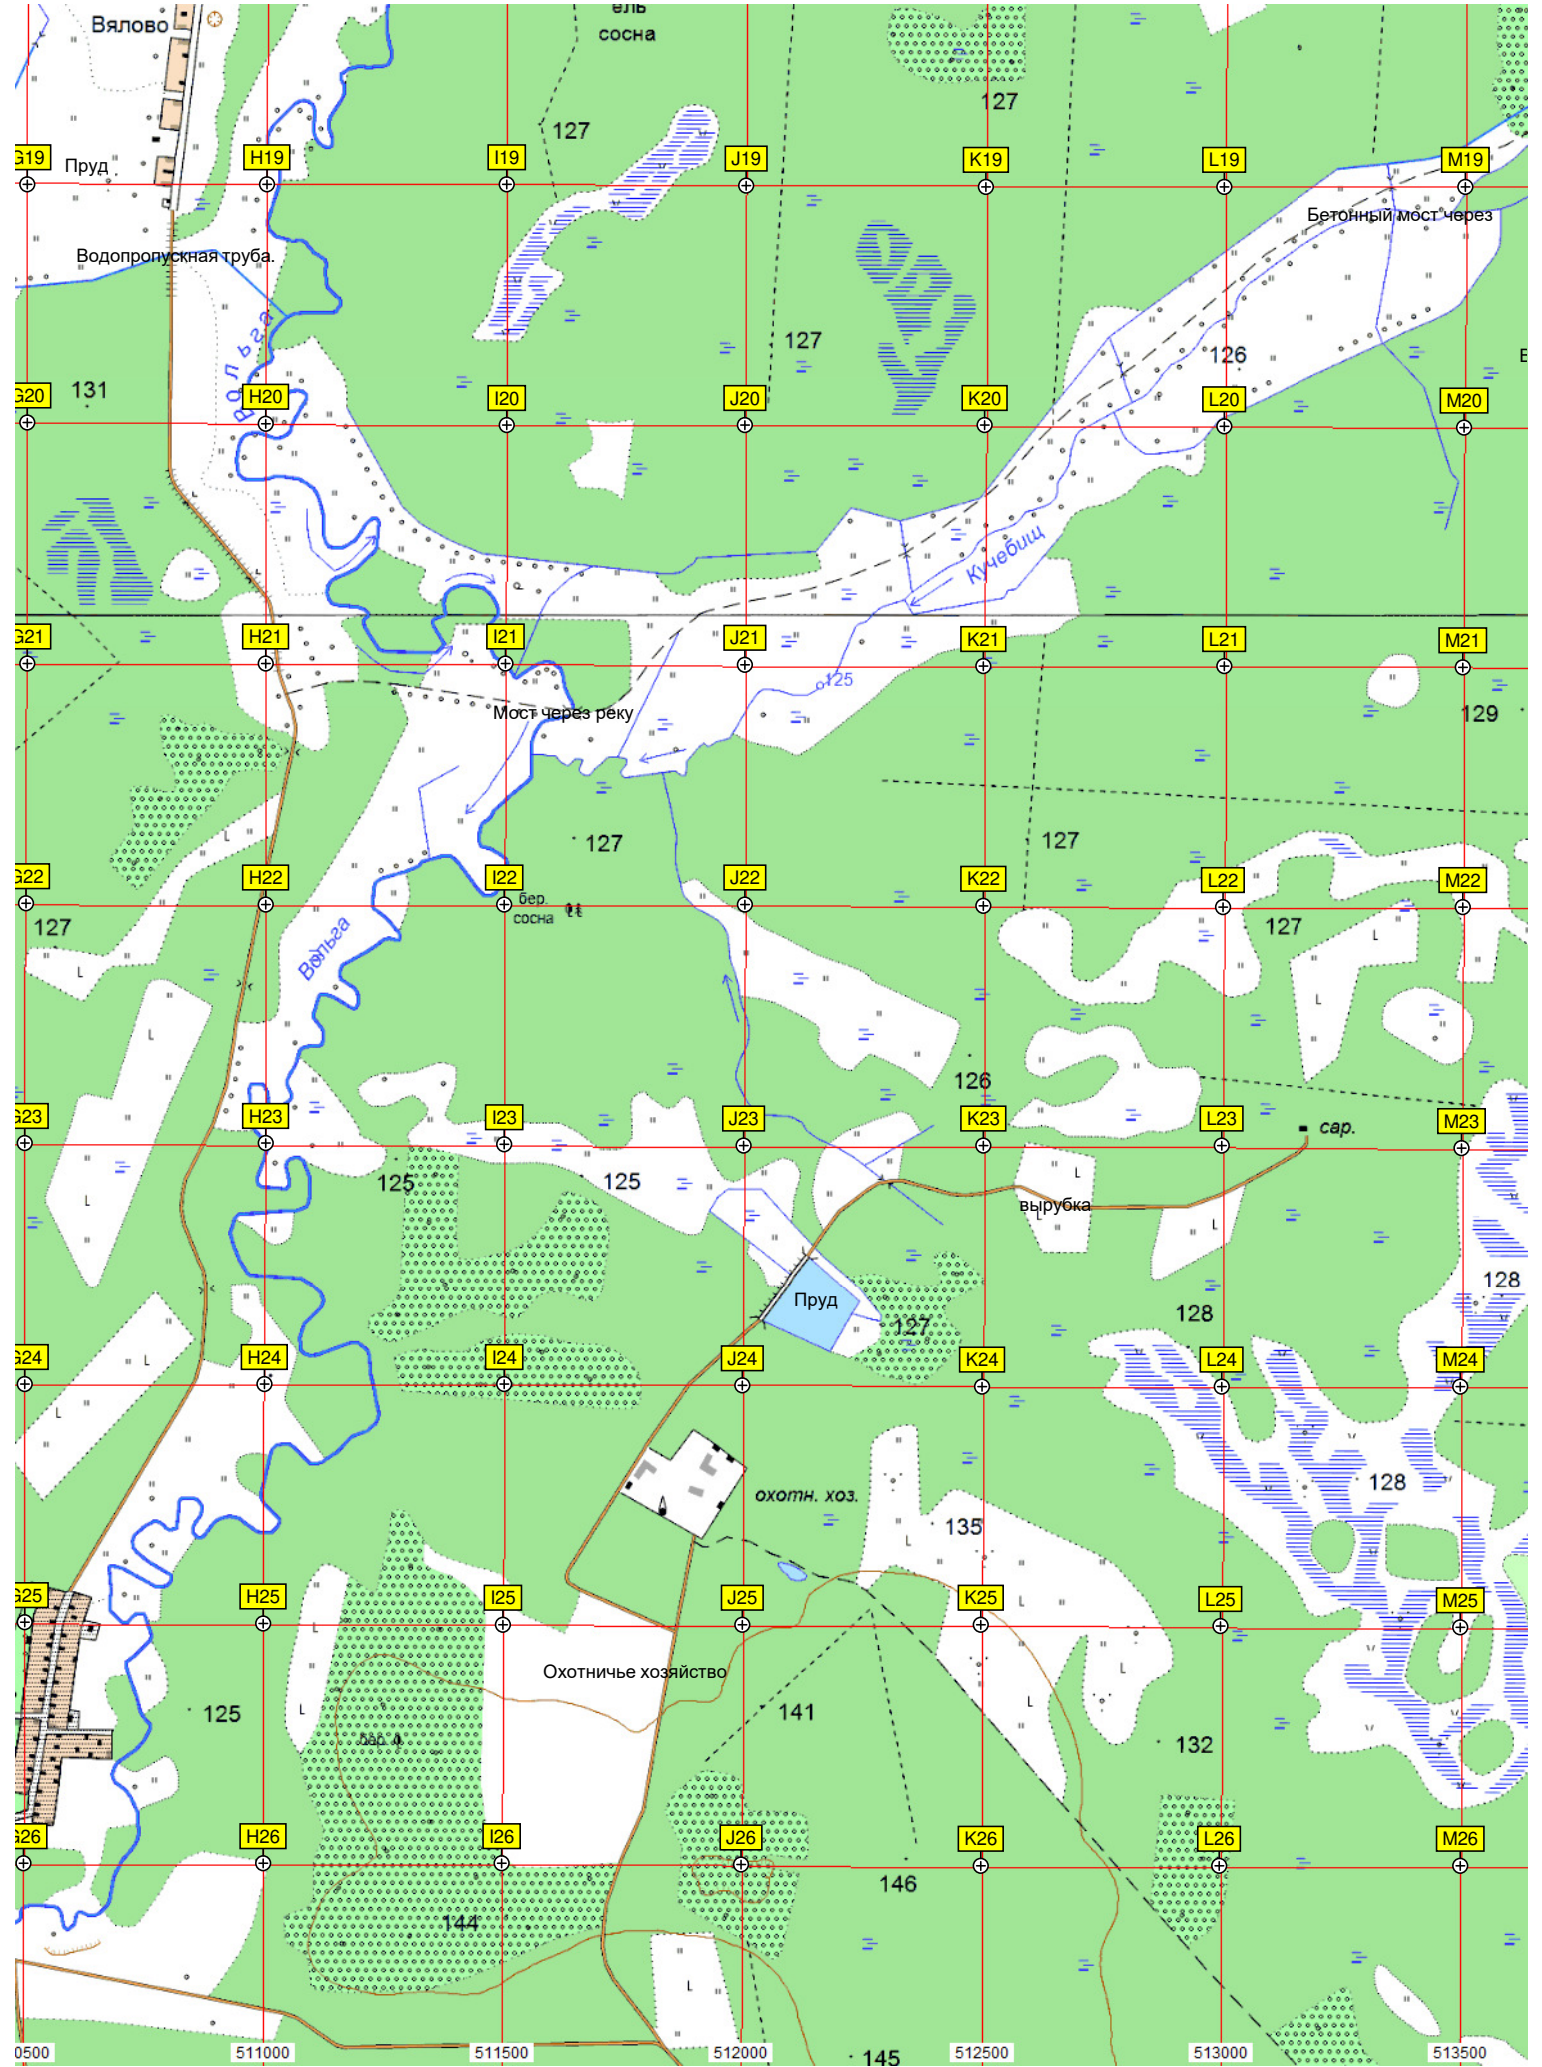 Вялово
ель
сосна
127
127
G19
Пруд
H19
I19
J19
K19
L19
M19
Бетонный мост через
Водопропускная труба.
Вольга
127
126
131
G20
H20
I20
J20
K20
L20
M20
Кучебищ
G21
H21
I21
J21
K21
L21
M21
125
Мост через реку
129
127
127
G22
H22
I22
J22
K22
L22
M22
бер.
сосна
127
127
Вольга
126
G23
H23
I23
J23
K23
L23
M23
сар.
125
125
вырубка
128
Пруд
128
127
G24
H24
I24
J24
K24
L24
M24
128
охотн. хоз.
135
G25
H25
I25
J25
K25
L25
M25
Охотничье хозяйство
125
141
132
бер.
G26
H26
I26
J26
K26
L26
M26
146
144
145
0500
511000
511500
512000
512500
513000
513500